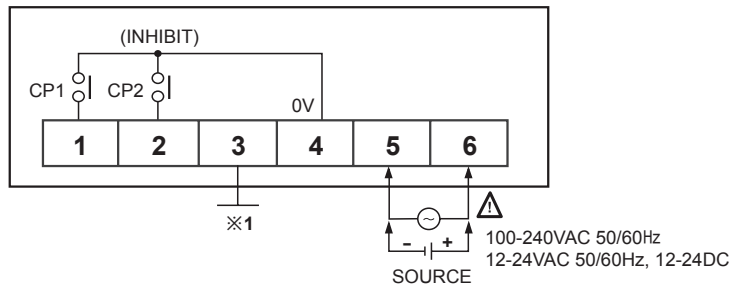 (INHIBIT)
CP1 CP2
0V
1 2 3 4 5 6
※1
- +
100-240VAC 50/60Hz
12-24VAC 50/60Hz, 12-24DC
SOURCE